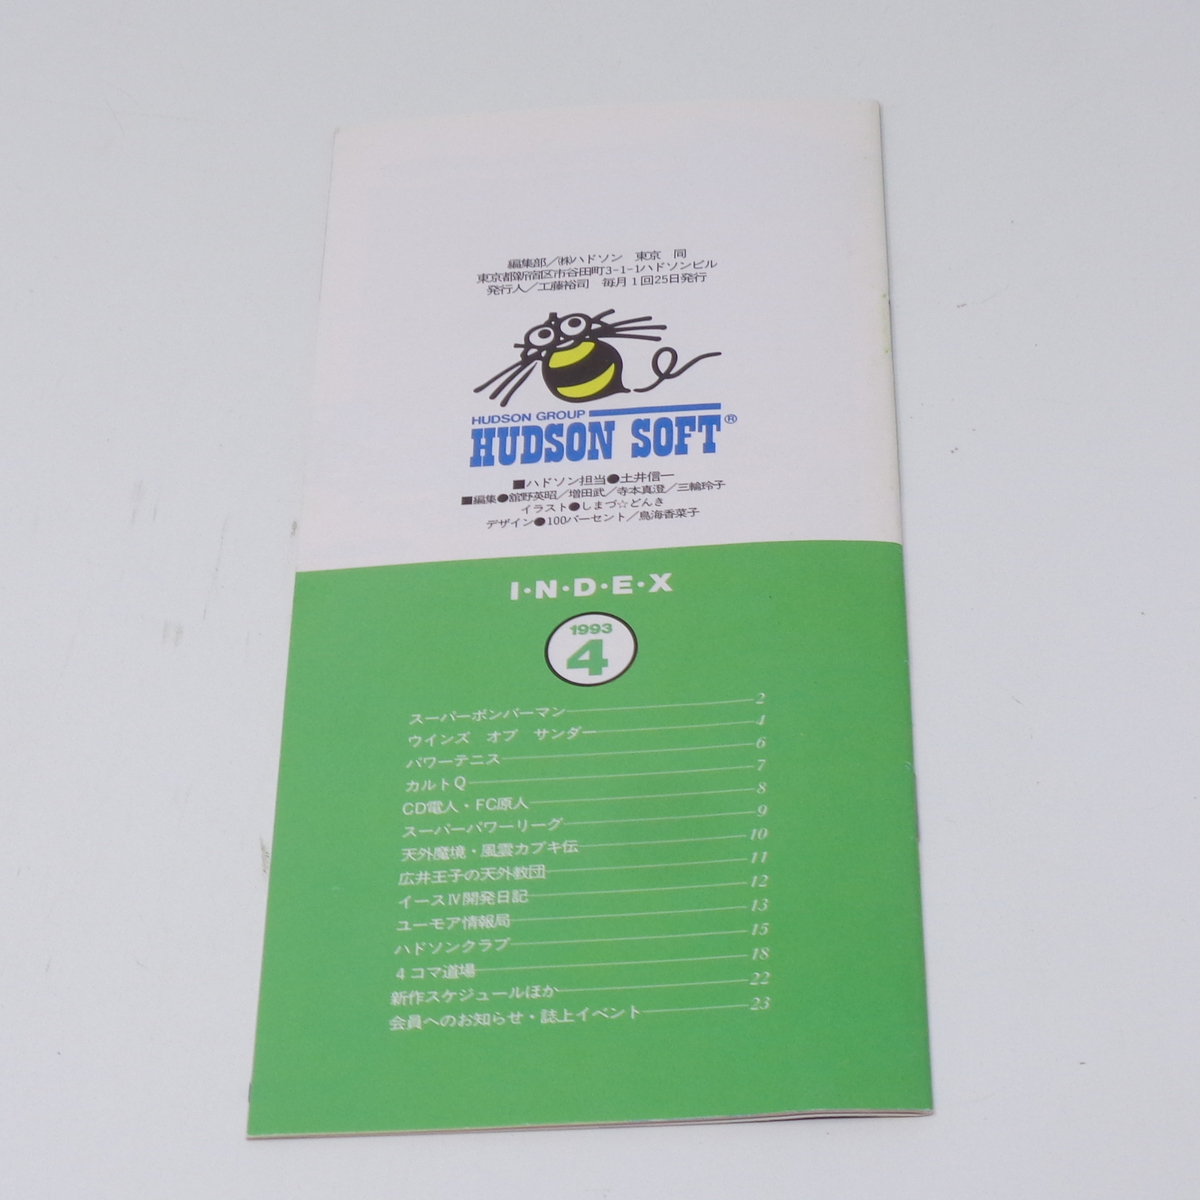 編集部／㈱ハドソン　東京　同
東京都新宿区市谷田町3-1-1ハドソンビル
発行人／工藤裕司　毎月1回25日発行
HUDSON GROUP
HUDSON SOFT®
■ハドソン担当●土井信一
■編集●舘野英昭／増田武／寺本真澄／三輪玲子
イラスト●しまづ☆どんき
デザイン●100パーセント／鳥海香菜子
I・N・D・E・X
1993
4
スーパーボンバーマン 2
ウインズ　オブ　サンダー 4
パワーテニス 6
カルトQ 7
CD電人・FC原人 8
スーパーパワーリーグ 9
天外魔境・風雲カブキ伝 10
広井王子の天外教団 11
イースⅣ開発日記 12
ユーモア情報局 13
ハドソンクラブ 15
4コマ道場 18
新作スケジュールほか 22
会員へのお知らせ・誌上イベント 23